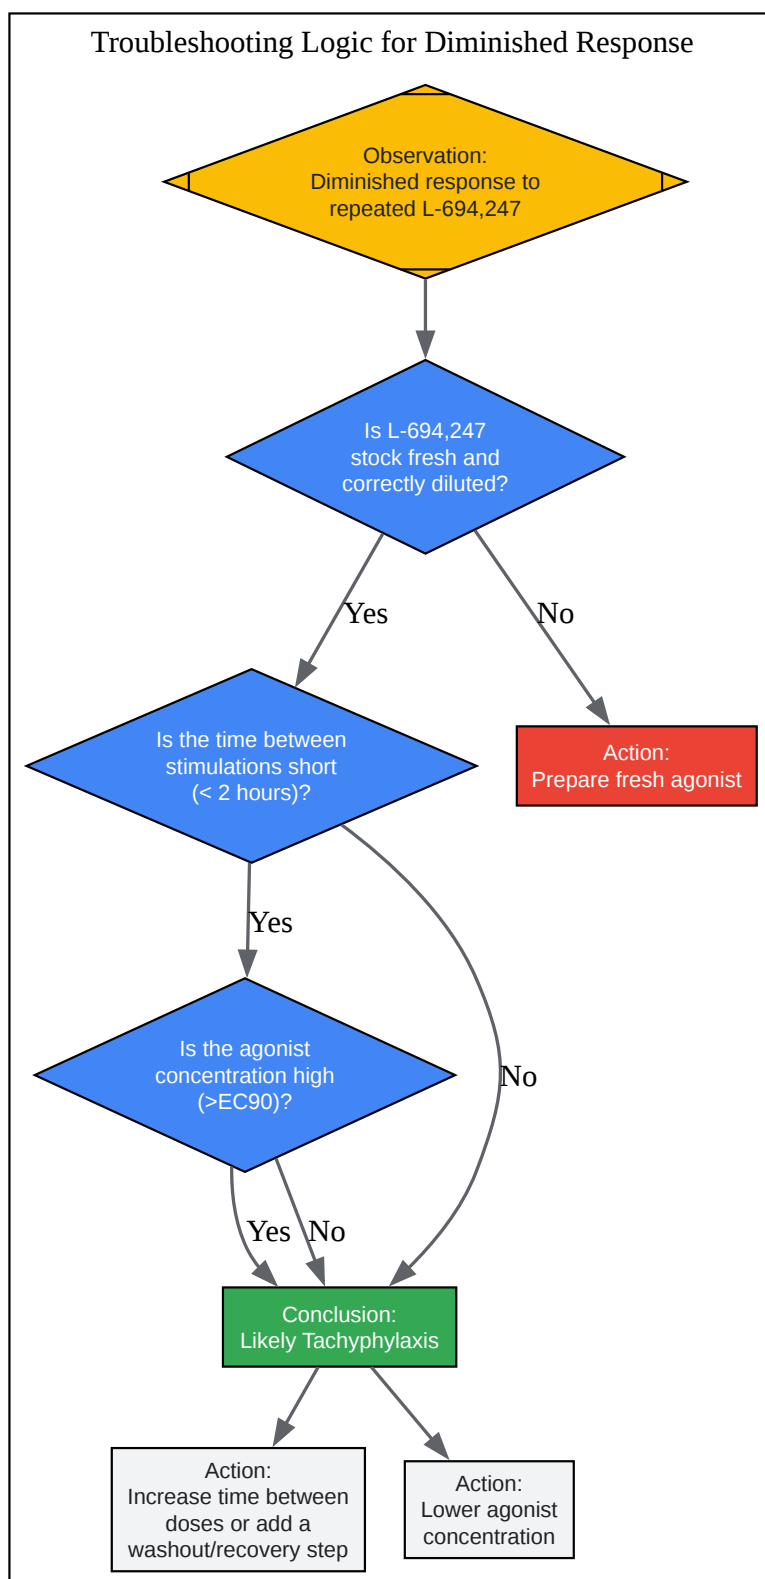 Troubleshooting Logic for Diminished Response
Observation:
Diminished response to
repeated L-694,247
Is L-694,247
stock fresh and
correctly diluted?
Yes
No
Is the time between
stimulations short
(< 2 hours)?
Action:
Prepare fresh agonist
Yes
Is the agonist
concentration high
(>EC90)?
No
Yes
No
Conclusion:
Likely Tachyphylaxis
Action:
Increase time between
doses or add a
washout/recovery step
Action:
Lower agonist
concentration